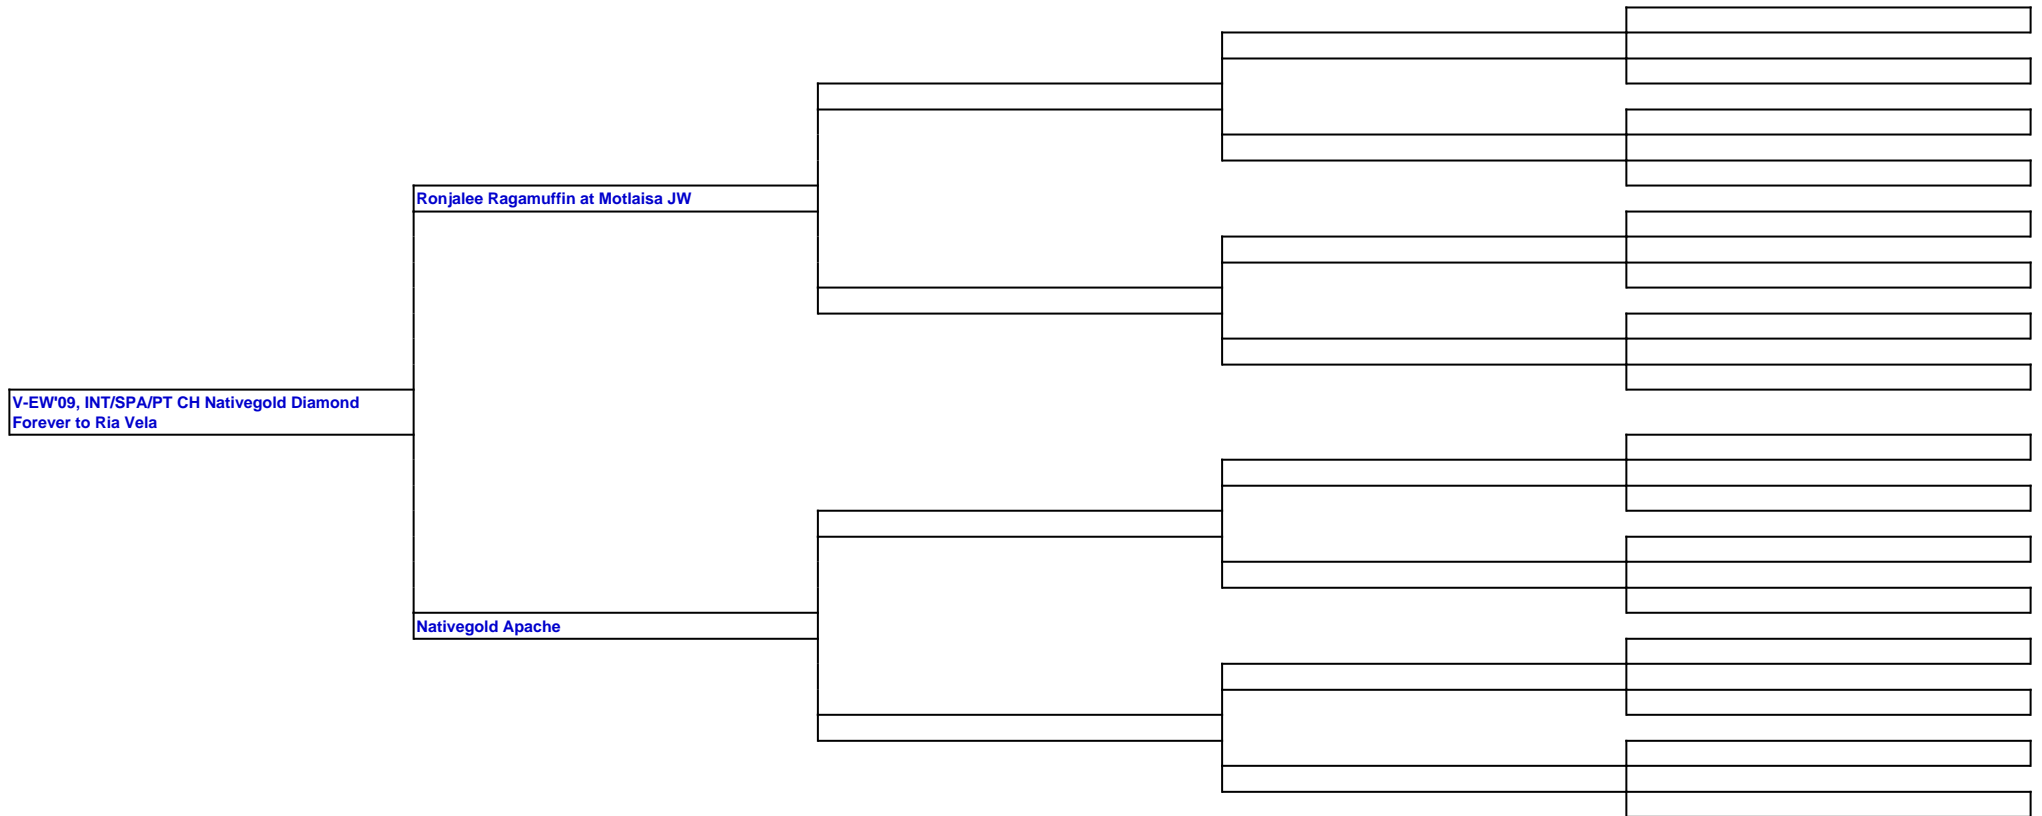 Ronjalee Ragamuffin at Motlaisa JW
V-EW'09, INT/SPA/PT CH Nativegold Diamond
Forever to Ria Vela
Nativegold Apache